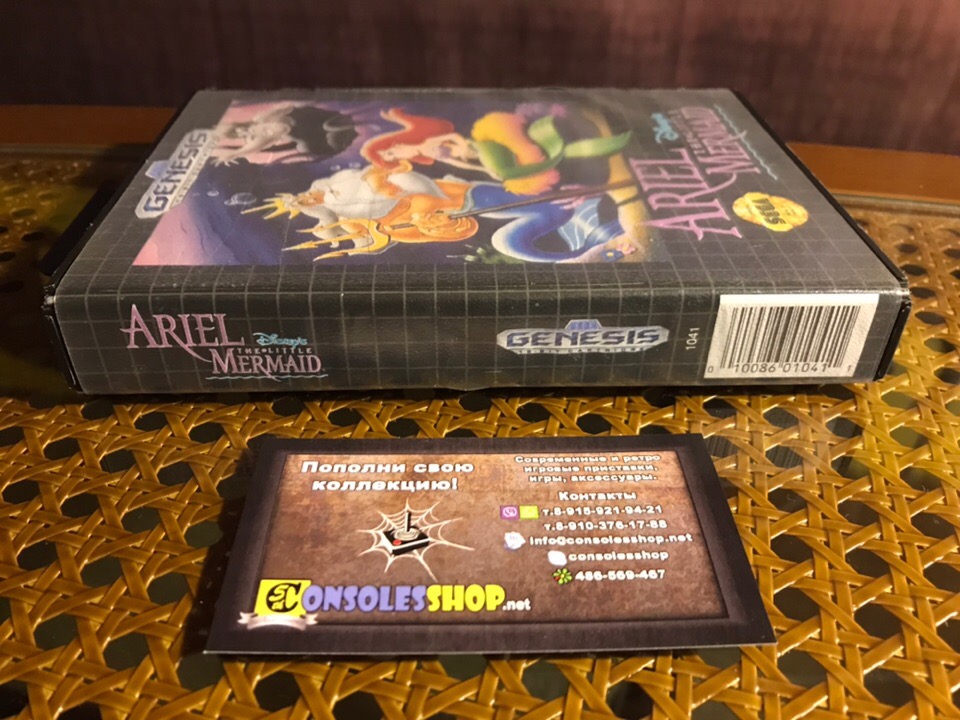 GENESIS
ARIEL
Disney's
MERMAID
SEGA
ARIEL
Disney's
THE LITTLE
MERMAID
SEGA
GENESIS
1041
0 10086 01041 1
Пополни свою
коллекцию!
Современные и ретро
игровые приставки,
игры, аксессуары.
Контакты
т.8-915-921-94-21
т.8-910-376-17-88
info@consolesshop.net
consolesshop
486-569-467
CONSOLESSHOP.net